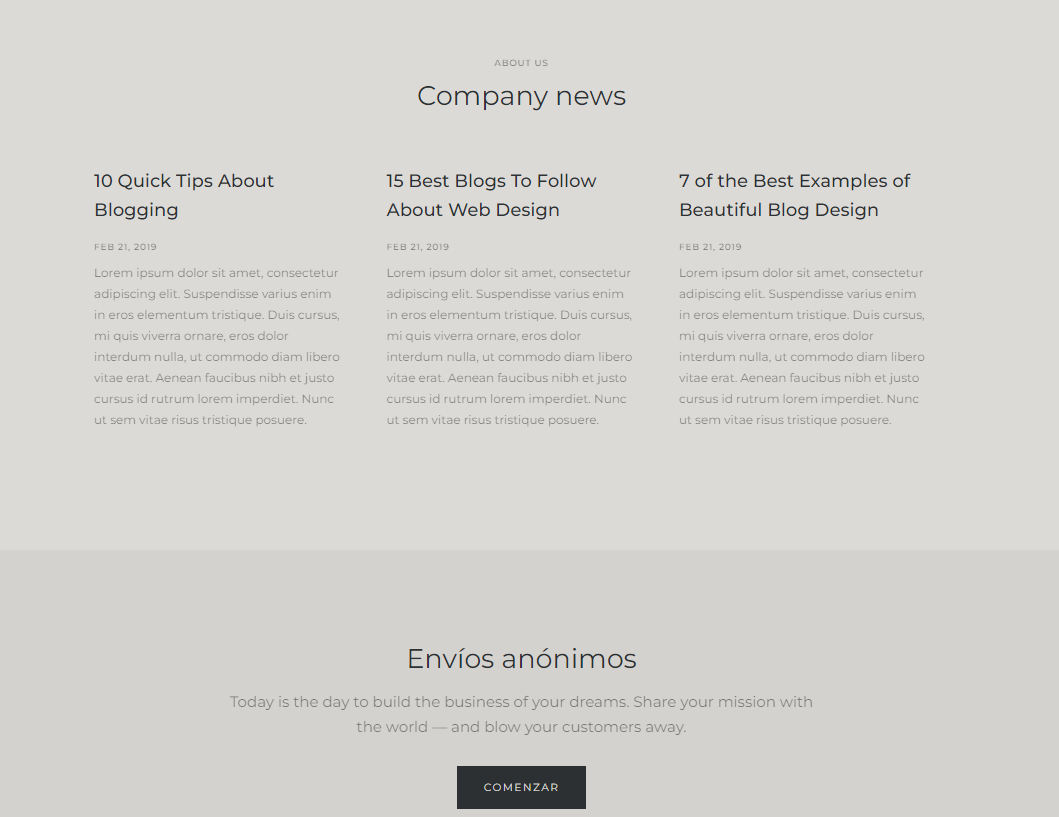 ABOUT US
Company news
10 Quick Tips About
Blogging
FEB 21, 2019
Lorem ipsum dolor sit amet, consectetur
adipiscing elit. Suspendisse varius enim
in eros elementum tristique. Duis cursus,
mi quis viverra ornare, eros dolor
interdum nulla, ut commodo diam libero
vitae erat. Aenean faucibus nibh et justo
cursus id rutrum lorem imperdiet. Nunc
ut sem vitae risus tristique posuere.
15 Best Blogs To Follow
About Web Design
FEB 21, 2019
Lorem ipsum dolor sit amet, consectetur
adipiscing elit. Suspendisse varius enim
in eros elementum tristique. Duis cursus,
mi quis viverra ornare, eros dolor
interdum nulla, ut commodo diam libero
vitae erat. Aenean faucibus nibh et justo
cursus id rutrum lorem imperdiet. Nunc
ut sem vitae risus tristique posuere.
7 of the Best Examples of
Beautiful Blog Design
FEB 21, 2019
Lorem ipsum dolor sit amet, consectetur
adipiscing elit. Suspendisse varius enim
in eros elementum tristique. Duis cursus,
mi quis viverra ornare, eros dolor
interdum nulla, ut commodo diam libero
vitae erat. Aenean faucibus nibh et justo
cursus id rutrum lorem imperdiet. Nunc
ut sem vitae risus tristique posuere.
Envíos anónimos
Today is the day to build the business of your dreams. Share your mission with
the world — and blow your customers away.
COMENZAR